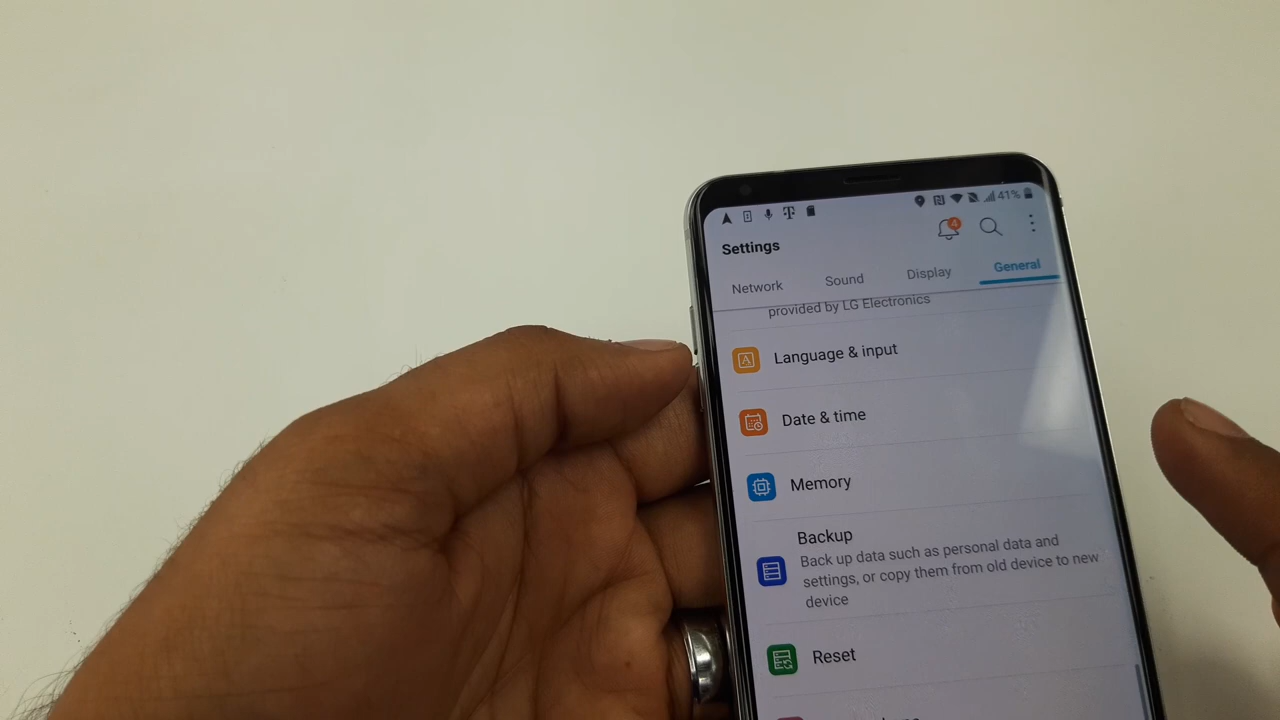 41%
4
Settings
Network Sound Display General
provided by LG Electronics
Language & input
Date & time
Memory
Backup
Back up data such as personal data and
settings, or copy them from old device to new
device
Reset